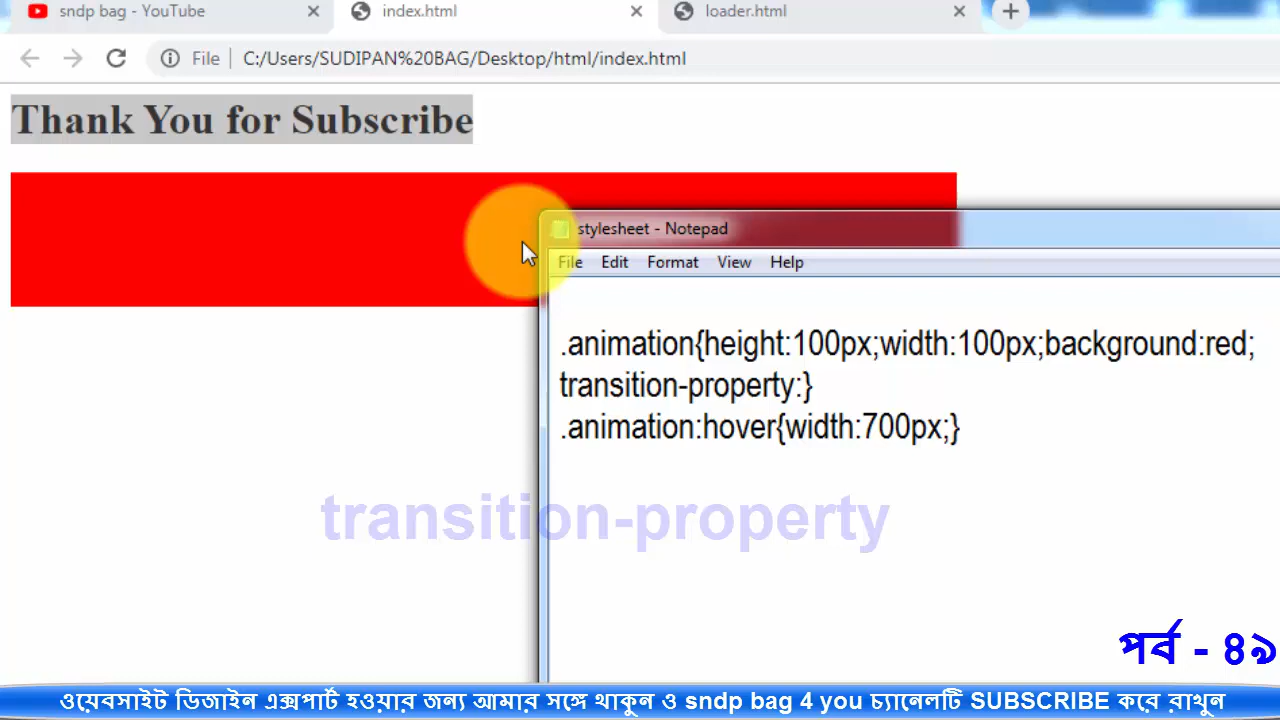 sndp bag - YouTube
index.html
loader.html
File
C:/Users/SUDIPAN%20BAG/Desktop/html/index.html
Thank You for Subscribe
stylesheet - Notepad
File Edit Format View Help
.animation{height:100px;width:100px;background:red;
transition-property:}
.animation:hover{width:700px;}
transition-property
পর্ব - ৪৯
ওয়েবসাইট ডিজাইন এক্সপার্ট হওয়ার জন্য আমার সঙ্গে থাকুন ও sndp bag 4 you চ্যানেলটি SUBSCRIBE করে রাখুন